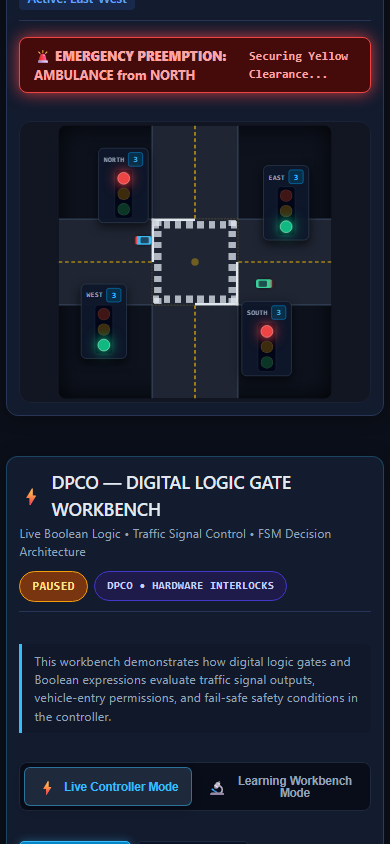 Active: East-West
🚨 EMERGENCY PREEMPTION:
AMBULANCE from NORTH
Securing Yellow
Clearance...
NORTH 3
EAST 3
WEST 3
SOUTH 3
DPCO — DIGITAL LOGIC GATE
WORKBENCH
Live Boolean Logic • Traffic Signal Control • FSM Decision
Architecture
PAUSED
DPCO • HARDWARE INTERLOCKS
This workbench demonstrates how digital logic gates and
Boolean expressions evaluate traffic signal outputs,
vehicle-entry permissions, and fail-safe safety conditions in
the controller.
Live Controller Mode
Learning Workbench
Mode